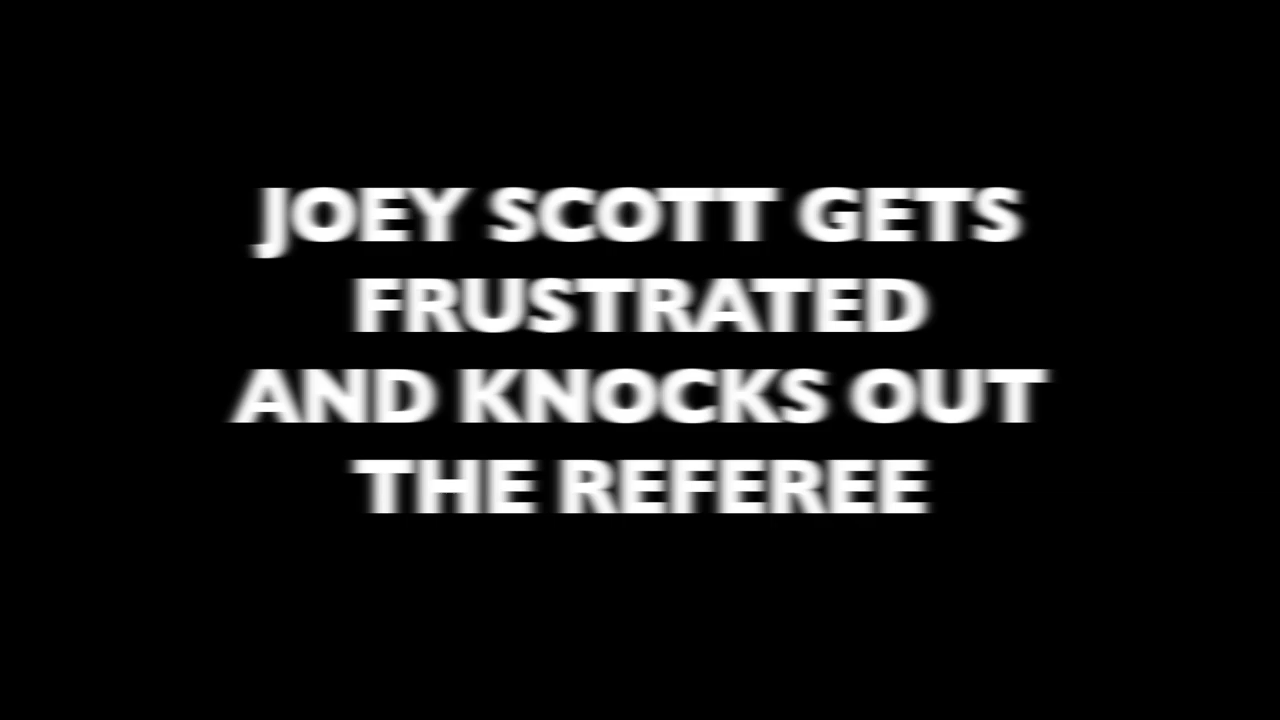 JOEY SCOTT GETS
FRUSTRATED
AND KNOCKS OUT
THE REFEREE